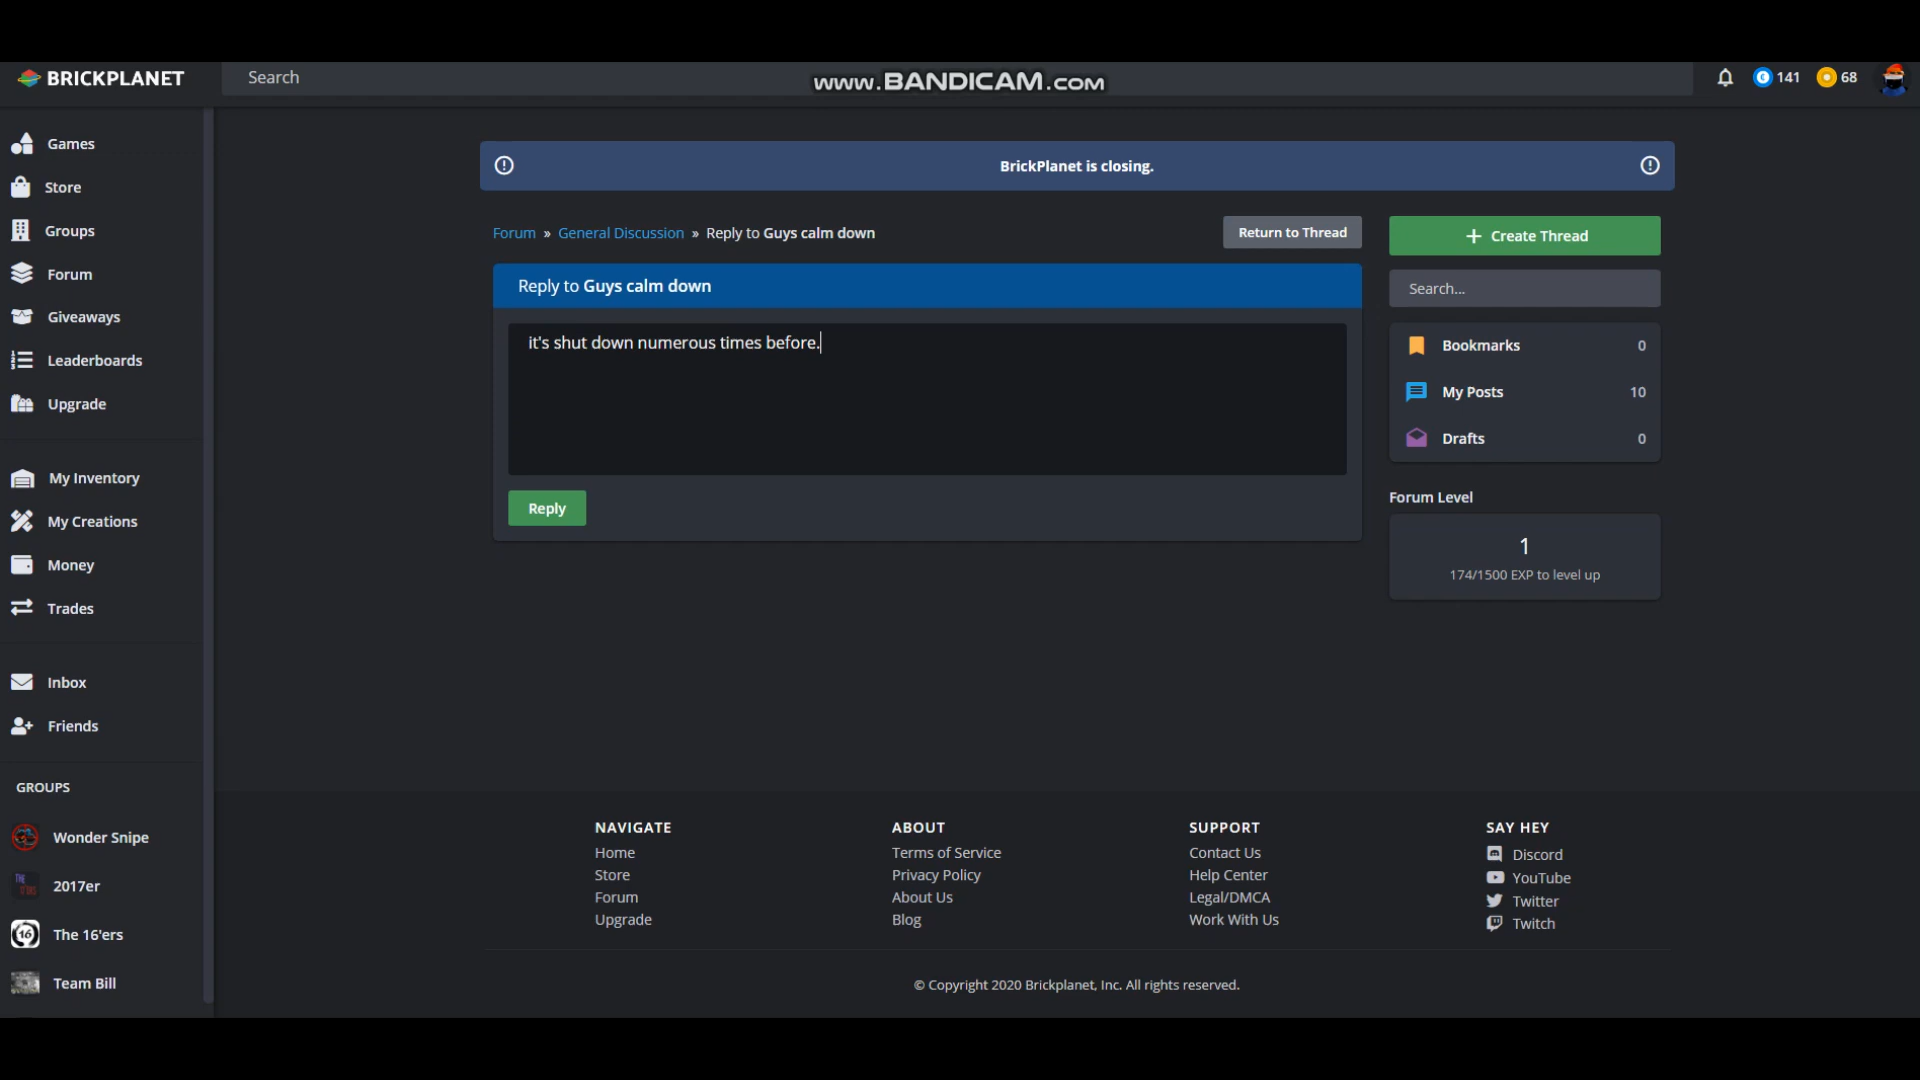 BRICKPLANET
Search
www.BANDICAM.com
141
68
Games
Store
Groups
Forum
Giveaways
Leaderboards
Upgrade
My Inventory
My Creations
Money
Trades
Inbox
Friends
GROUPS
Wonder Snipe
2017er
The 16'ers
Team Bill
BrickPlanet is closing.
Forum » General Discussion » Reply to Guys calm down
Return to Thread
Reply to Guys calm down
it's shut down numerous times before.
Reply
+ Create Thread
Search...
Bookmarks 0
My Posts 10
Drafts 0
Forum Level
1
174/1500 EXP to level up
NAVIGATE
Home
Store
Forum
Upgrade
ABOUT
Terms of Service
Privacy Policy
About Us
Blog
SUPPORT
Contact Us
Help Center
Legal/DMCA
Work With Us
SAY HEY
Discord
YouTube
Twitter
Twitch
© Copyright 2020 Brickplanet, Inc. All rights reserved.